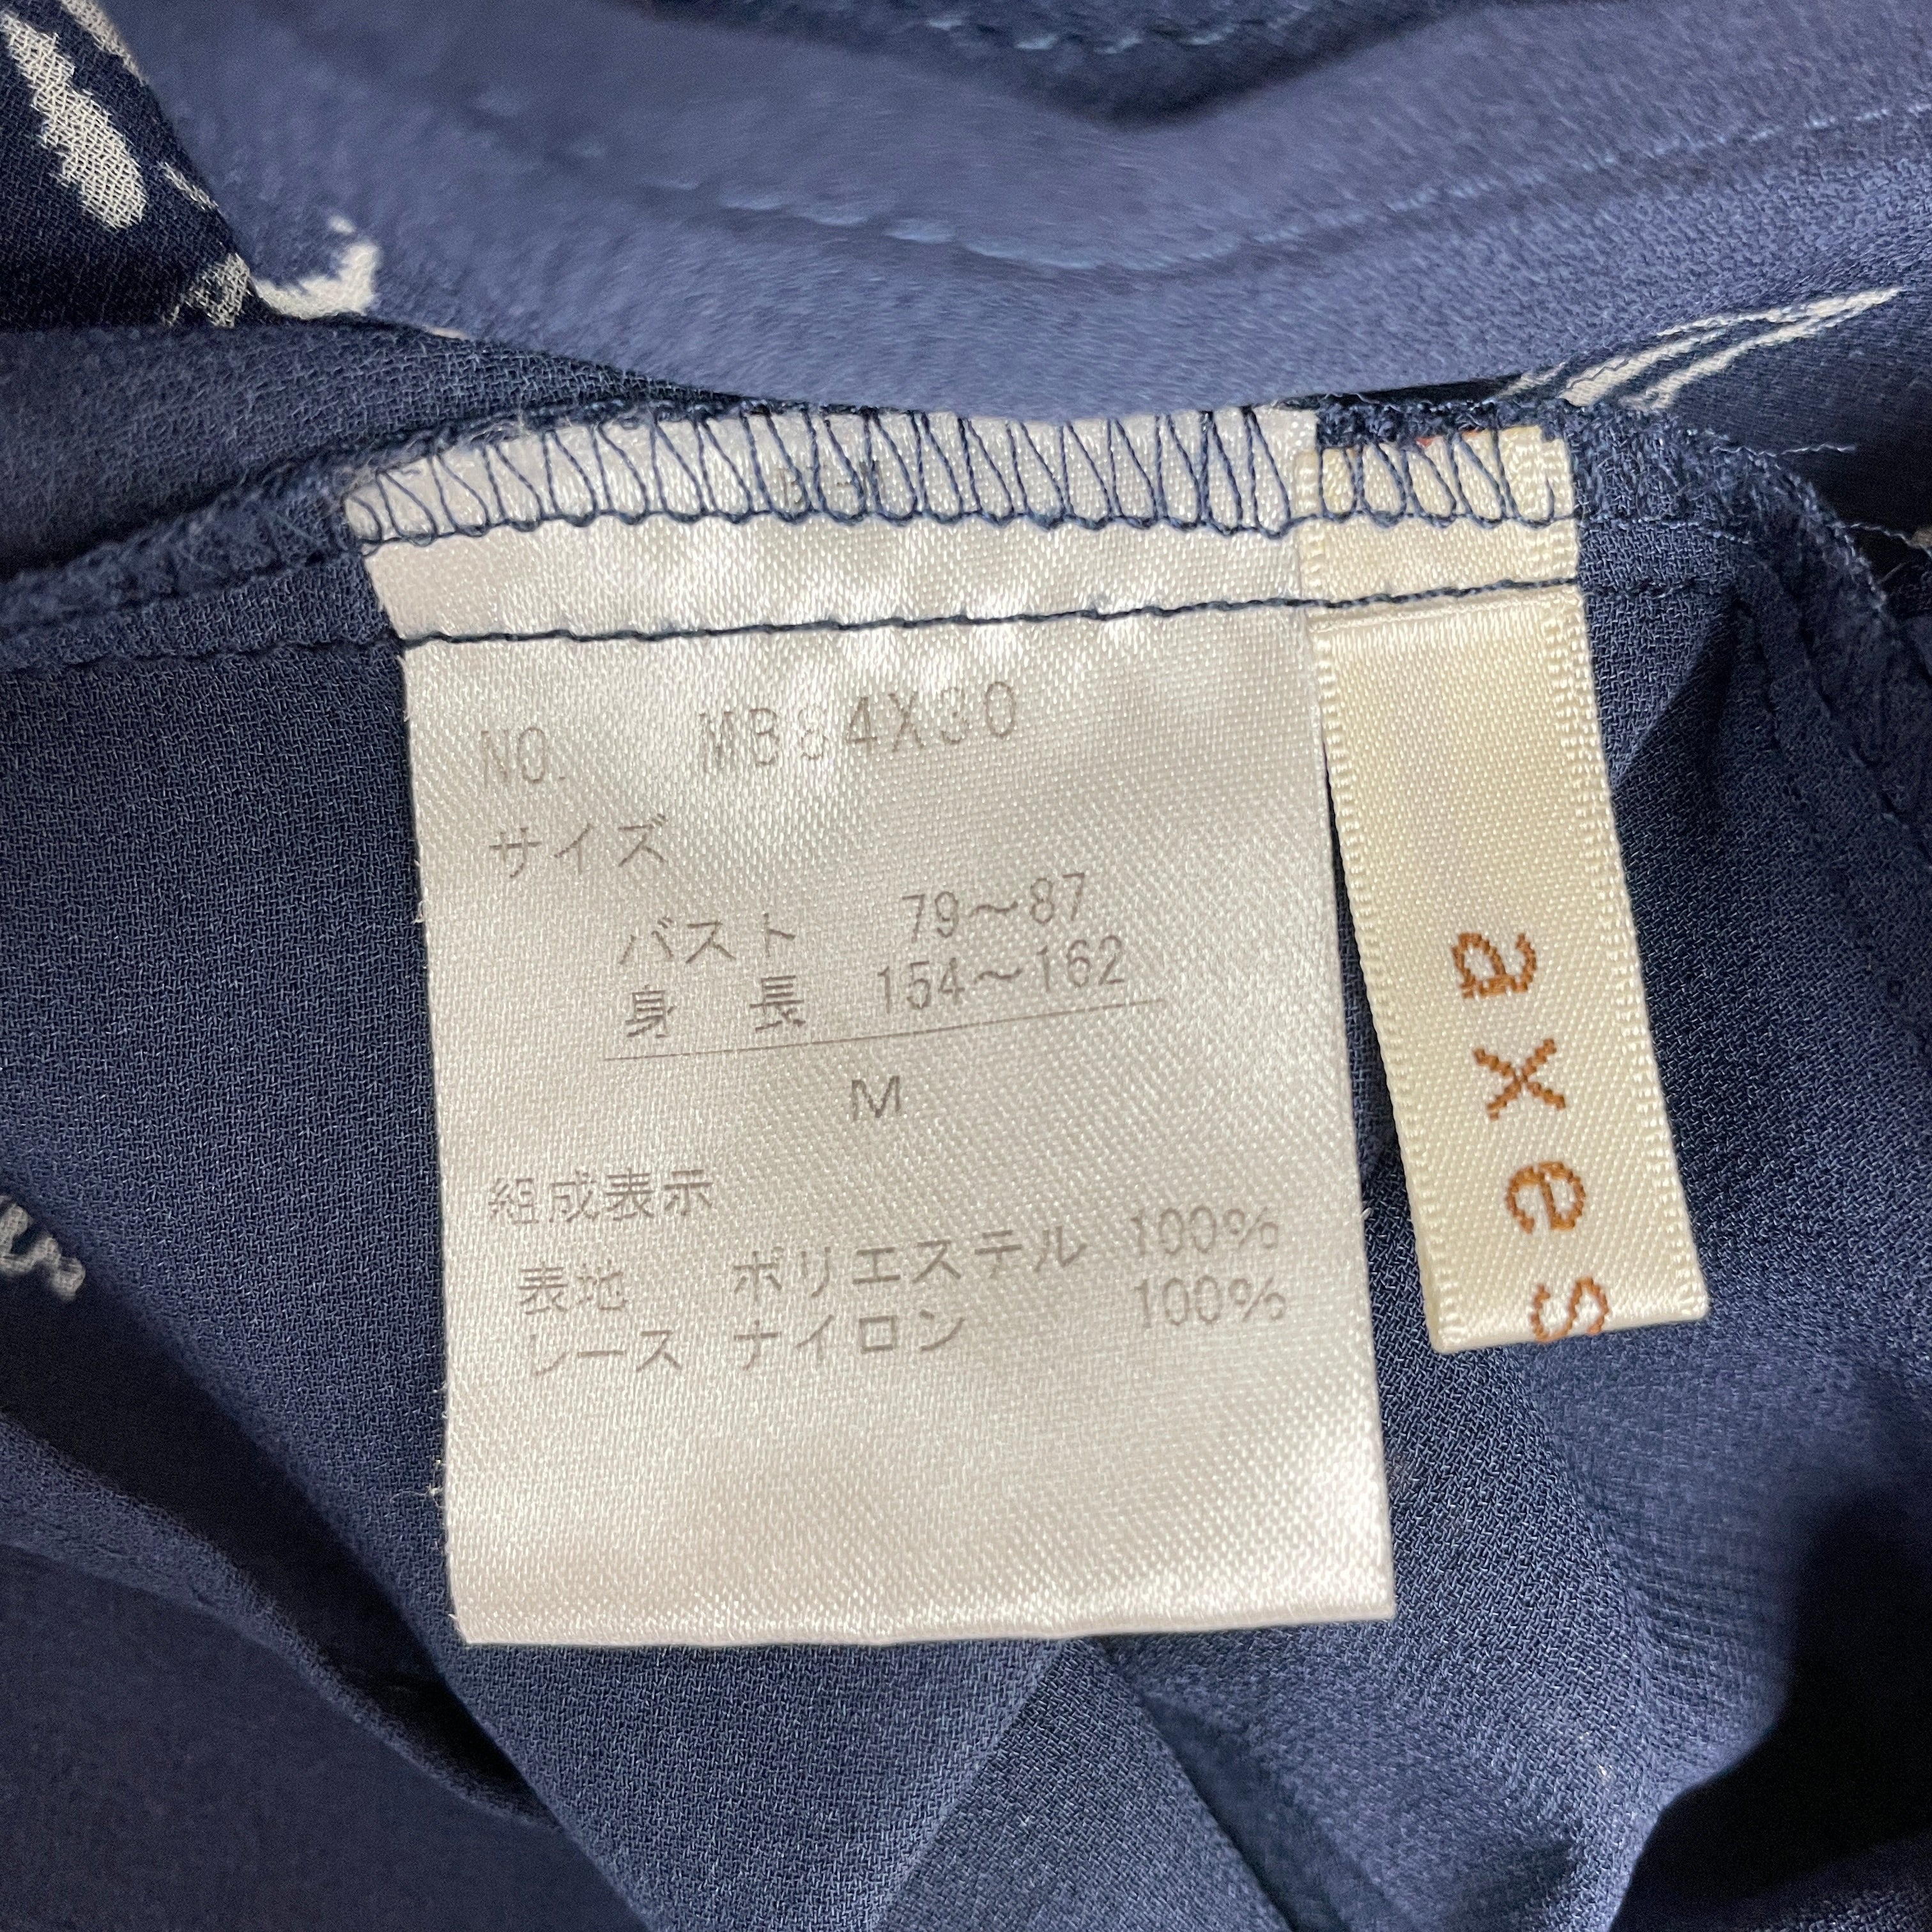 NO. MB84X30
サイズ
バスト 79～87
身 長 154～162
M
組成表示
表地 ポリエステル 100%
レース ナイロン 100%
axes